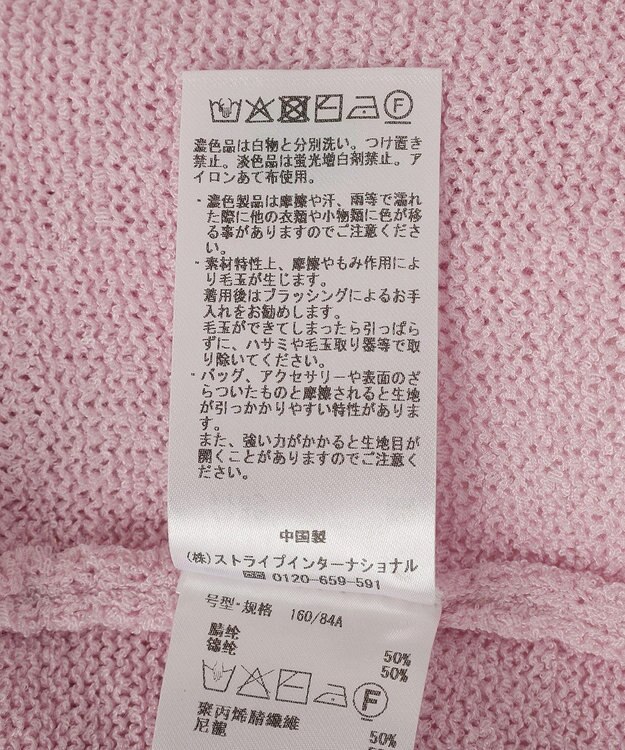 F
濃色品は白物と分別洗い。つけ置き
禁止。淡色品は蛍光増白剤禁止。ア
イロンあて布使用。
・濃色製品は摩擦や汗、雨等で濡れ
た際に他の衣類や小物類に色が移
る事がありますのでご注意くださ
い。
・素材特性上、摩擦やもみ作用によ
り毛玉が生じます。
着用後はブラッシングによるお手
入れをお勧めします。
毛玉ができてしまったら引っぱら
ずに、ハサミや毛玉取り器等で取
り除いてください。
・バッグ、アクセサリーや表面のざ
らついたものと摩擦されると生地
が引っかかりやすい特性がありま
す。
また、強い力がかかると生地目が
開くことがありますのでご注意く
ださい。
中国製
(株)ストライプインターナショナル
0120-659-591
号型·规格 160/84A
腈纶 50%
锦纶 50%
F
聚丙烯腈纖維 50%
尼龍